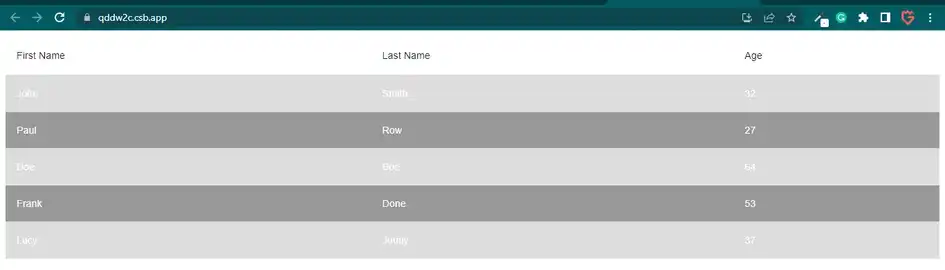 qddw2c.csb.app
First Name Last Name Age
John Smith 32
Paul Row 27
Doe Doe 64
Frank Done 53
Lucy Jonny 37